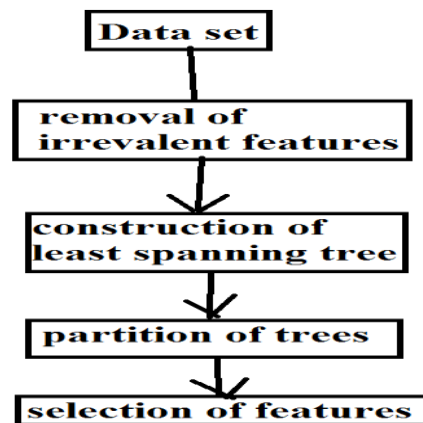 Data set
removal of
irrevalent features
construction of
least spanning tree
partition of trees
selection of features